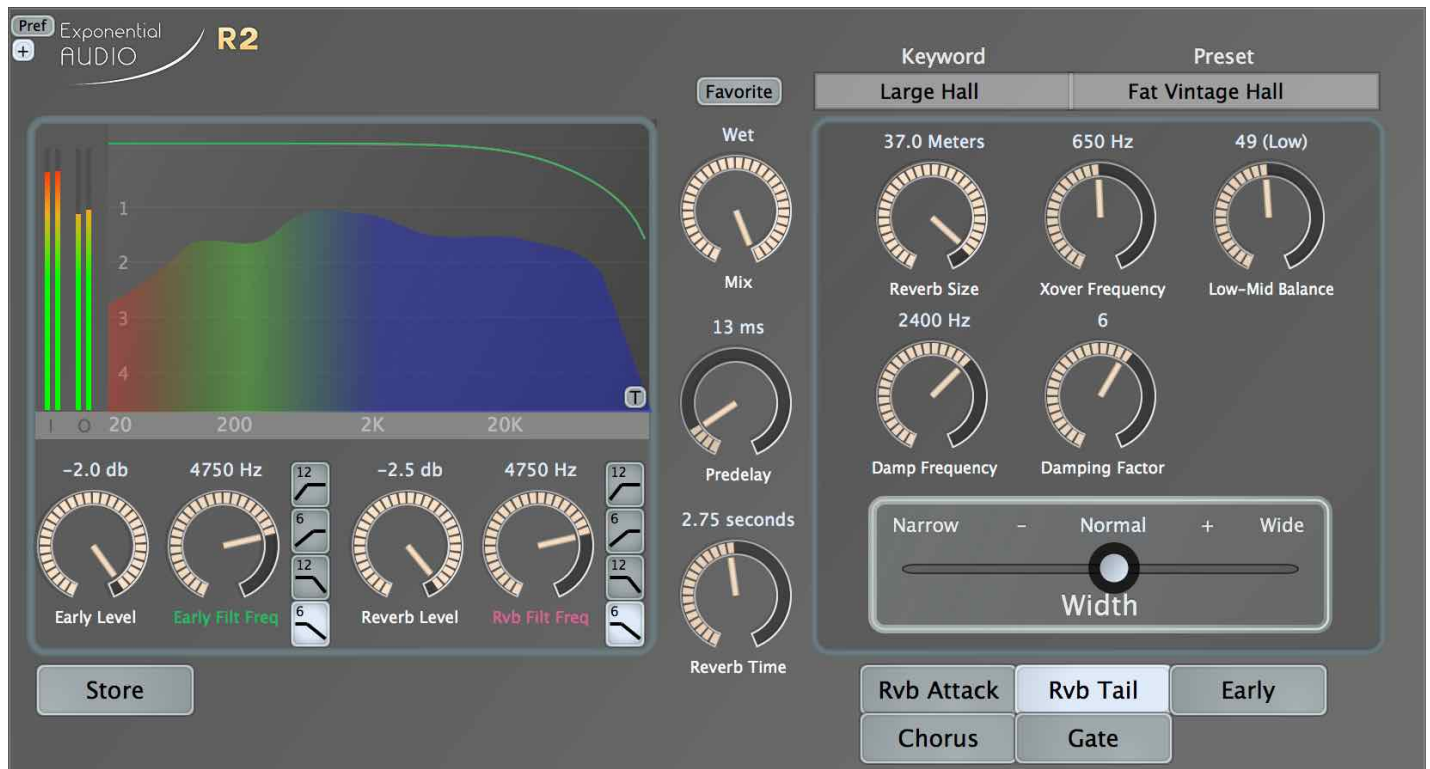 Pref
Exponential
AUDIO
R2
+
Keyword
Preset
Favorite
Large Hall
Fat Vintage Hall
Wet
Mix
13 ms
Predelay
2.75 seconds
Reverb Time
1
2
3
4
T
I O 20 200 2K 20K
-2.0 db
4750 Hz
12
-2.5 db
4750 Hz
12
6
6
12
12
6
6
Early Level
Early Filt Freq
Reverb Level
Rvb Filt Freq
37.0 Meters
650 Hz
49 (Low)
Reverb Size
Xover Frequency
Low-Mid Balance
2400 Hz
6
Damp Frequency
Damping Factor
Narrow - Normal + Wide
Width
Store
Rvb Attack
Rvb Tail
Early
Chorus
Gate